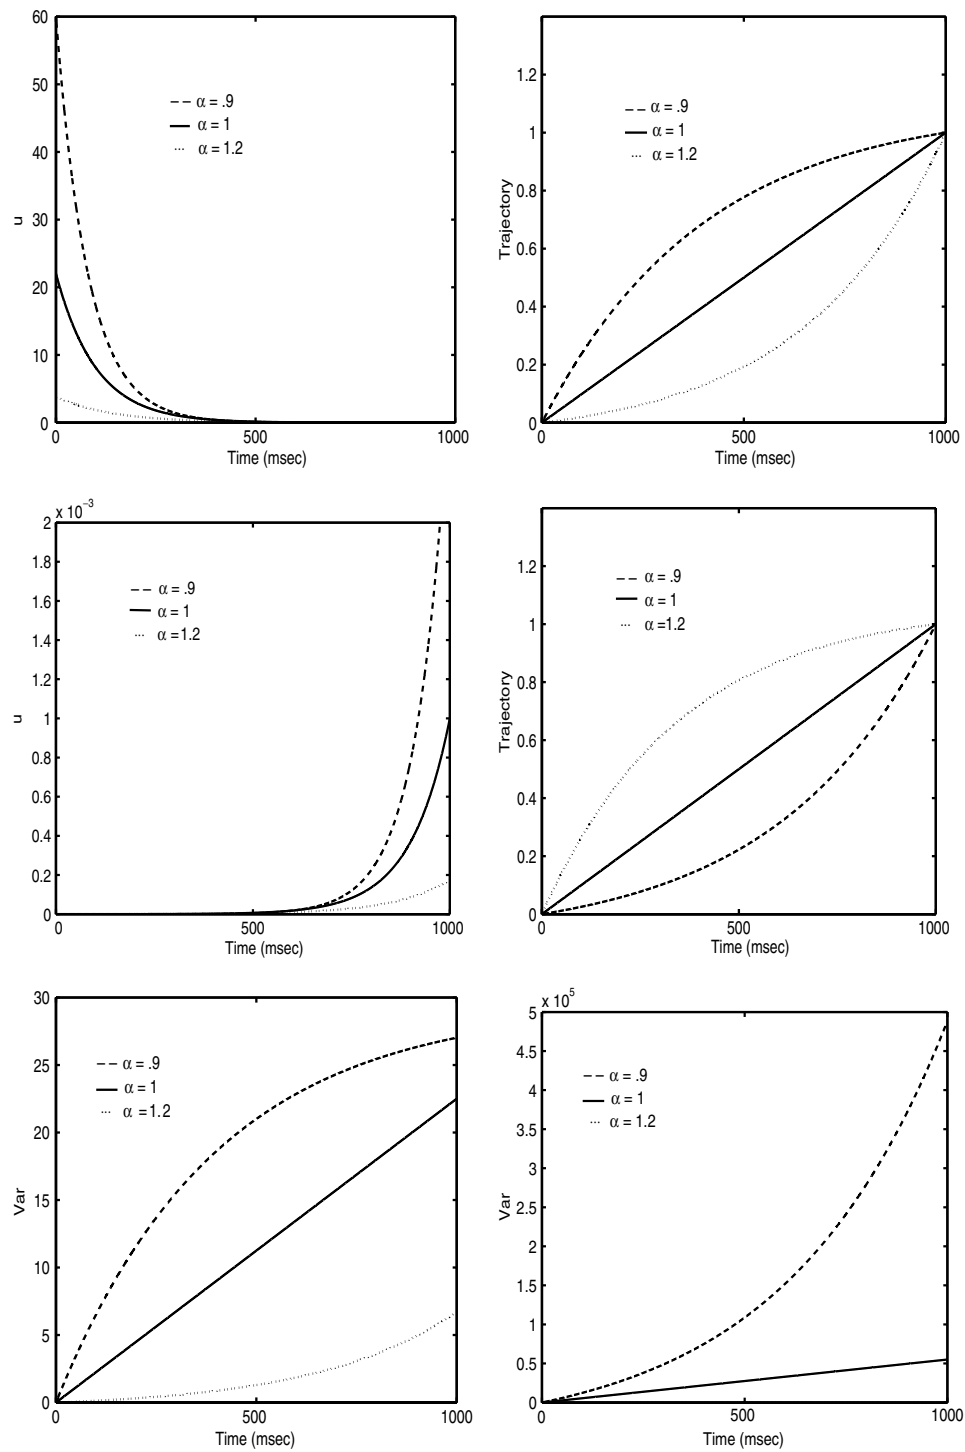 60
50
40
30
20
10
0
u
α = .9
α = 1
α = 1.2
0 500 1000
Time (msec)
1.2
1
0.8
0.6
0.4
0.2
0
Trajectory
α = .9
α = 1
α = 1.2
0 500 1000
Time (msec)
x 10⁻³
2
1.8
1.6
1.4
1.2
1
0.8
0.6
0.4
0.2
0
u
α = .9
α = 1
α = 1.2
0 500 1000
Time (msec)
1.2
1
0.8
0.6
0.4
0.2
0
Trajectory
α = .9
α = 1
α =1.2
0 500 1000
Time (msec)
30
25
20
15
10
5
0
Var
α = .9
α = 1
α =1.2
0 500 1000
Time (msec)
x 10⁵
5
4.5
4
3.5
3
2.5
2
1.5
1
0.5
0
Var
α = .9
α = 1
α = 1.2
0 500 1000
Time (msec)